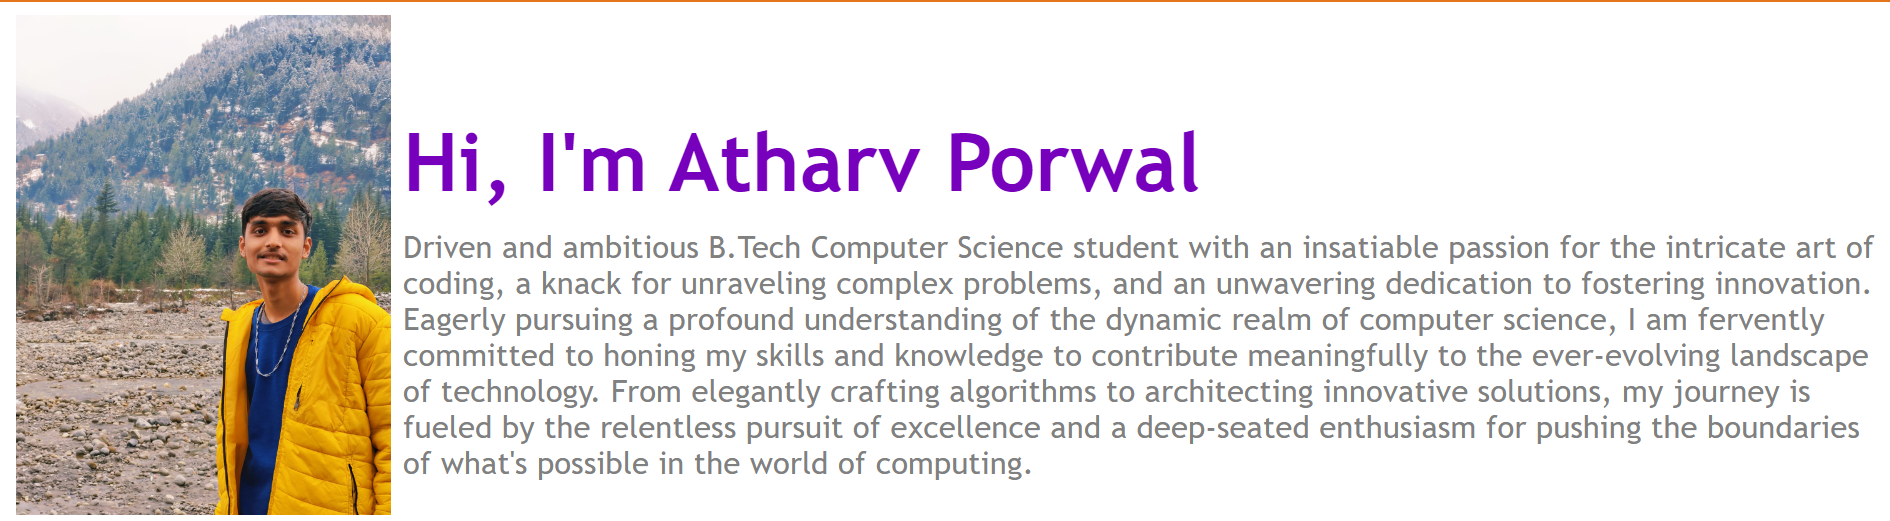 Hi, I'm Atharv Porwal
Driven and ambitious B.Tech Computer Science student with an insatiable passion for the intricate art of
coding, a knack for unraveling complex problems, and an unwavering dedication to fostering innovation.
Eagerly pursuing a profound understanding of the dynamic realm of computer science, I am fervently
committed to honing my skills and knowledge to contribute meaningfully to the ever-evolving landscape
of technology. From elegantly crafting algorithms to architecting innovative solutions, my journey is
fueled by the relentless pursuit of excellence and a deep-seated enthusiasm for pushing the boundaries
of what's possible in the world of computing.